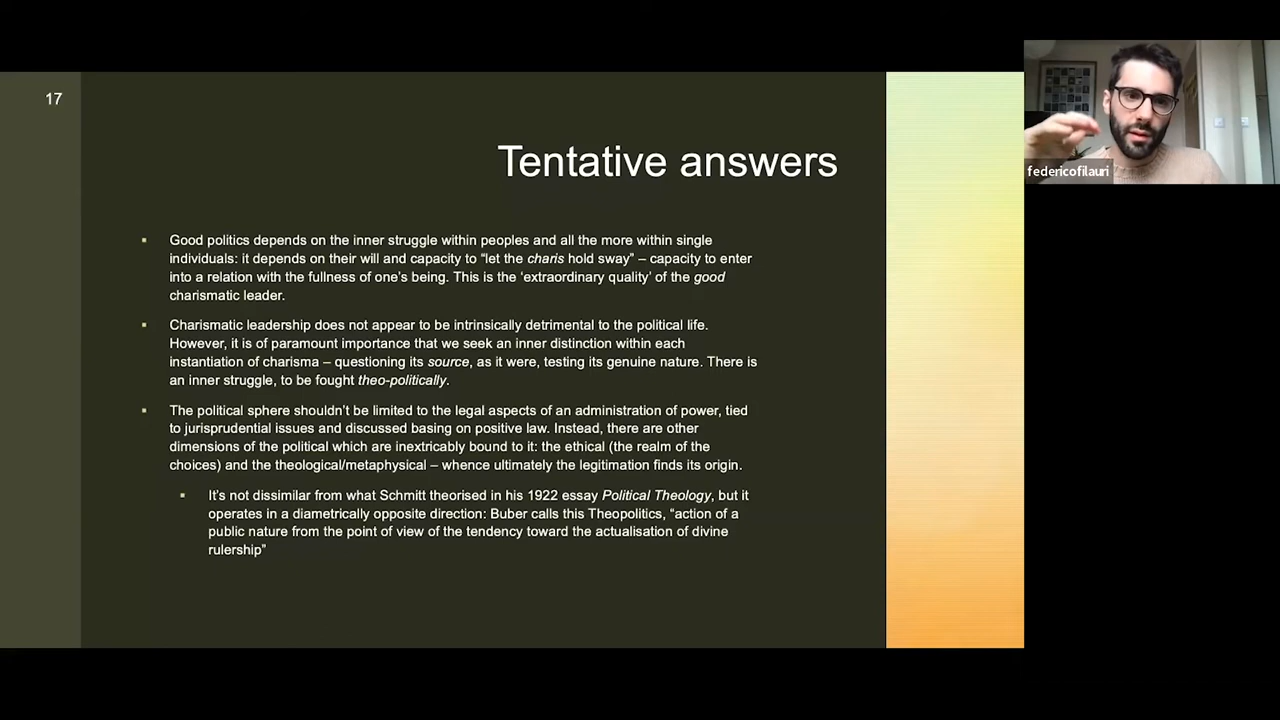 17
Tentative answers
▪ Good politics depends on the inner struggle within peoples and all the more within single
individuals: it depends on their will and capacity to “let the charis hold sway” – capacity to enter
into a relation with the fullness of one’s being. This is the ‘extraordinary quality’ of the good
charismatic leader.
▪ Charismatic leadership does not appear to be intrinsically detrimental to the political life.
However, it is of paramount importance that we seek an inner distinction within each
instantiation of charisma – questioning its source, as it were, testing its genuine nature. There is
an inner struggle, to be fought theo-politically.
▪ The political sphere shouldn’t be limited to the legal aspects of an administration of power, tied
to jurisprudential issues and discussed basing on positive law. Instead, there are other
dimensions of the political which are inextricably bound to it: the ethical (the realm of the
choices) and the theological/metaphysical – whence ultimately the legitimation finds its origin.
▪ It’s not dissimilar from what Schmitt theorised in his 1922 essay Political Theology, but it
operates in a diametrically opposite direction: Buber calls this Theopolitics, “action of a
public nature from the point of view of the tendency toward the actualisation of divine
rulership”
federicofilauri